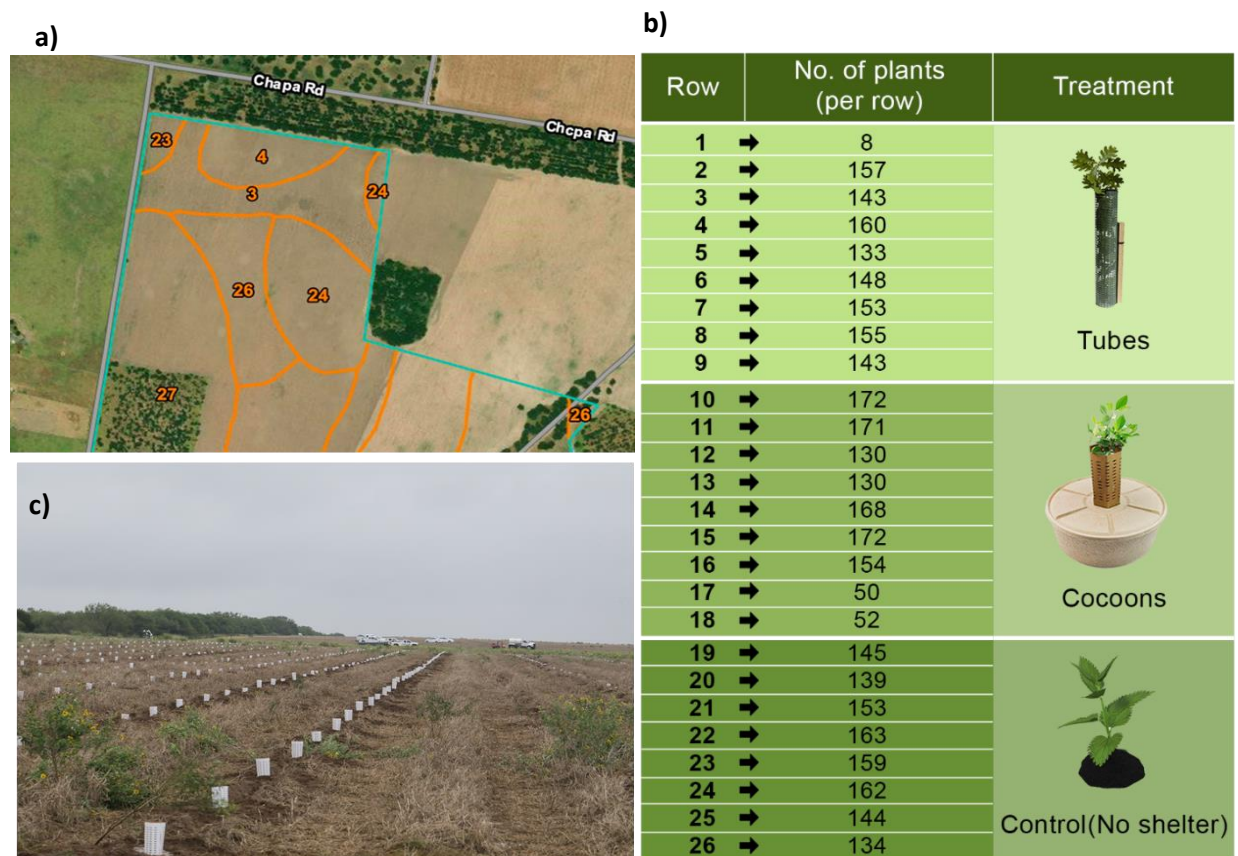 a)
Chapa Rd
Chcpa Rd
23
4
3
24
26
24
27
26
b)
Row No. of plants (per row) Treatment
1 ➡ 8
2 ➡ 157
3 ➡ 143
4 ➡ 160
5 ➡ 133
6 ➡ 148
7 ➡ 153
8 ➡ 155
9 ➡ 143
Tubes
10 ➡ 172
11 ➡ 171
12 ➡ 130
13 ➡ 130
14 ➡ 168
15 ➡ 172
16 ➡ 154
17 ➡ 50
18 ➡ 52
Cocoons
19 ➡ 145
20 ➡ 139
21 ➡ 153
22 ➡ 163
23 ➡ 159
24 ➡ 162
25 ➡ 144
26 ➡ 134
Control(No shelter)
c)